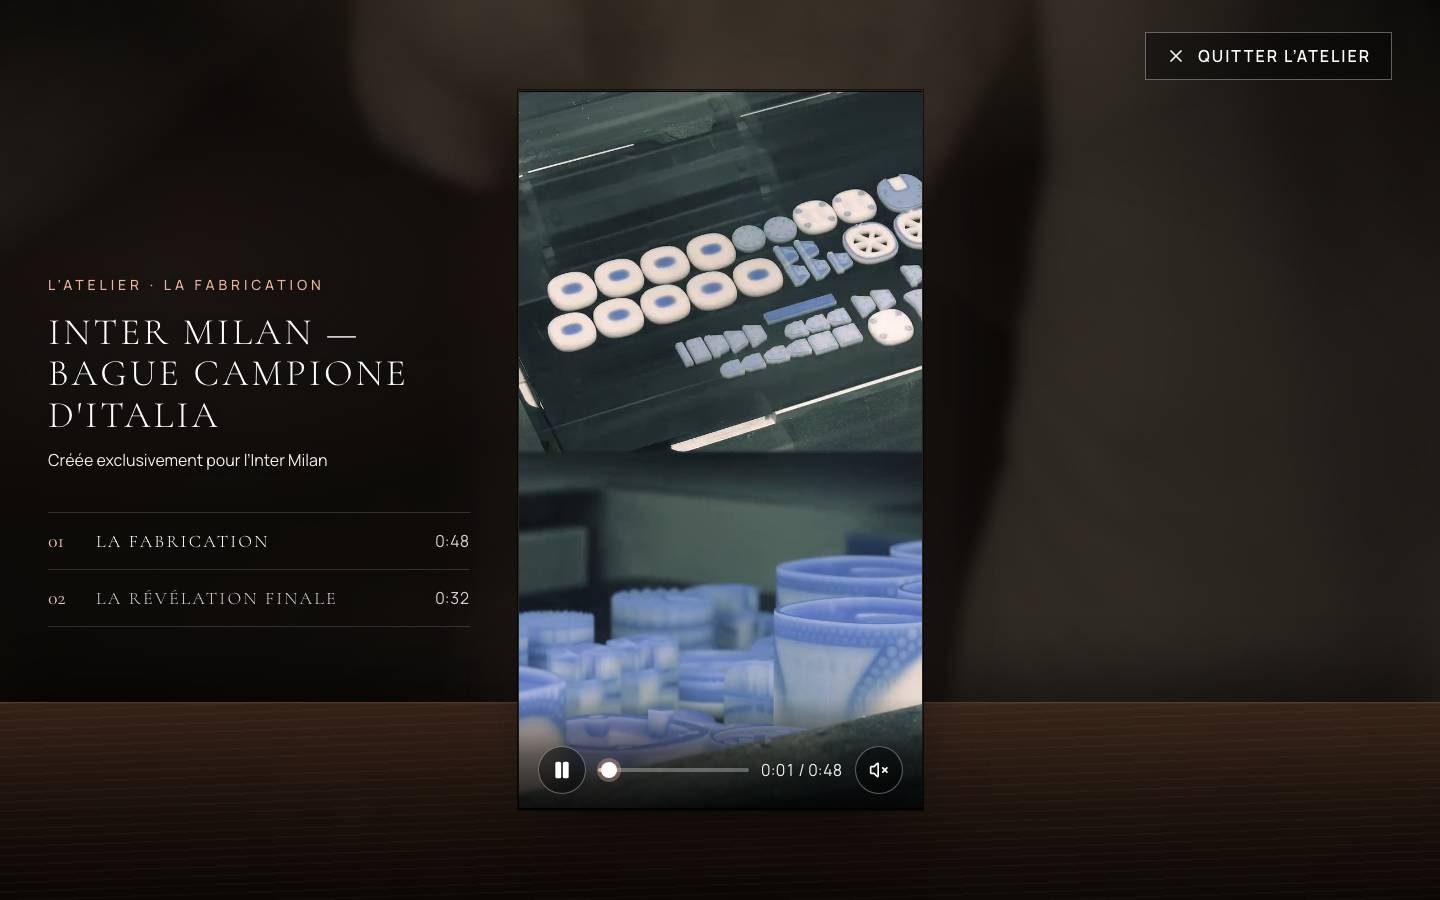 QUITTER L’ATELIER
L’ATELIER · LA FABRICATION
INTER MILAN —
BAGUE CAMPIONE
D'ITALIA
Créée exclusivement pour l’Inter Milan
01 LA FABRICATION 0:48
02 LA RÉVÉLATION FINALE 0:32
0:01 / 0:48